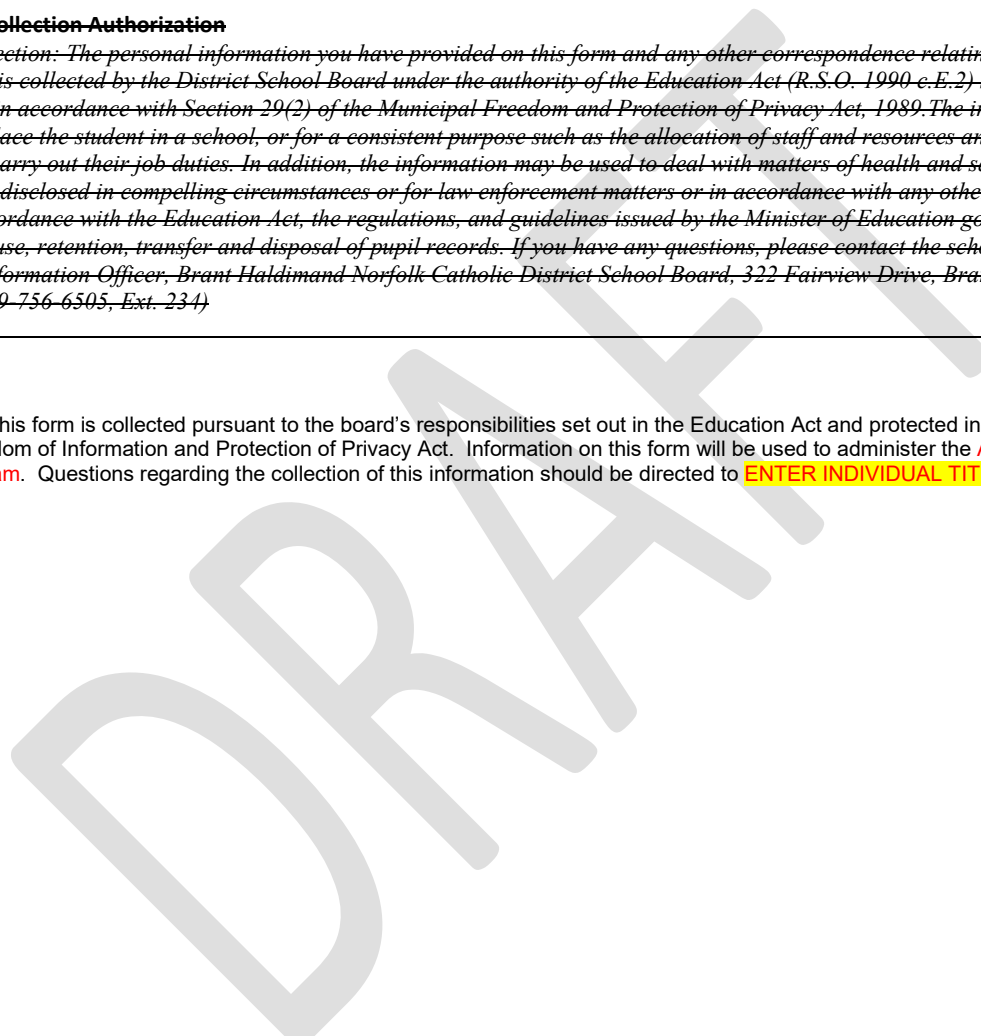 ollection Authorization
ection: The personal information you have provided on this form and any other correspondence relatin
is collected by the District School Board under the authority of the Education Act (R.S.O. 1990 c.E.2)
n accordance with Section 29(2) of the Municipal Freedom and Protection of Privacy Act, 1989.The i
lace the student in a school, or for a consistent purpose such as the allocation of staff and resources an
arry out their job duties. In addition, the information may be used to deal with matters of health and s
disclosed in compelling circumstances or for law enforcement matters or in accordance with any othe
ordance with the Education Act, the regulations, and guidelines issued by the Minister of Education go
use, retention, transfer and disposal of pupil records. If you have any questions, please contact the sch
formation Officer, Brant Haldimand Norfolk Catholic District School Board, 322 Fairview Drive, Bra
9-756-6505, Ext. 234)
his form is collected pursuant to the board’s responsibilities set out in the Education Act and protected in
dom of Information and Protection of Privacy Act.  Information on this form will be used to administer the
am.  Questions regarding the collection of this information should be directed to ENTER INDIVIDUAL TIT
DRAFT